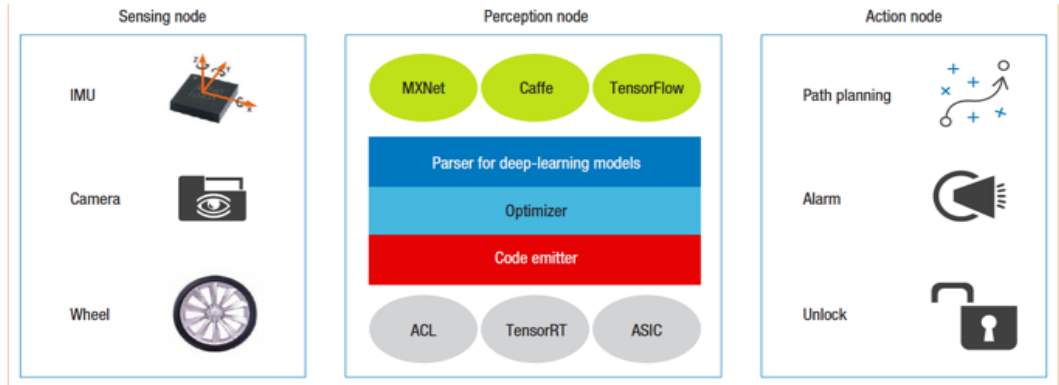 Sensing node
Perception node
Action node
IMU
Camera
Wheel
MXNet
Caffe
TensorFlow
Parser for deep-learning models
Optimizer
Code emitter
ACL
TensorRT
ASIC
Path planning
Alarm
Unlock